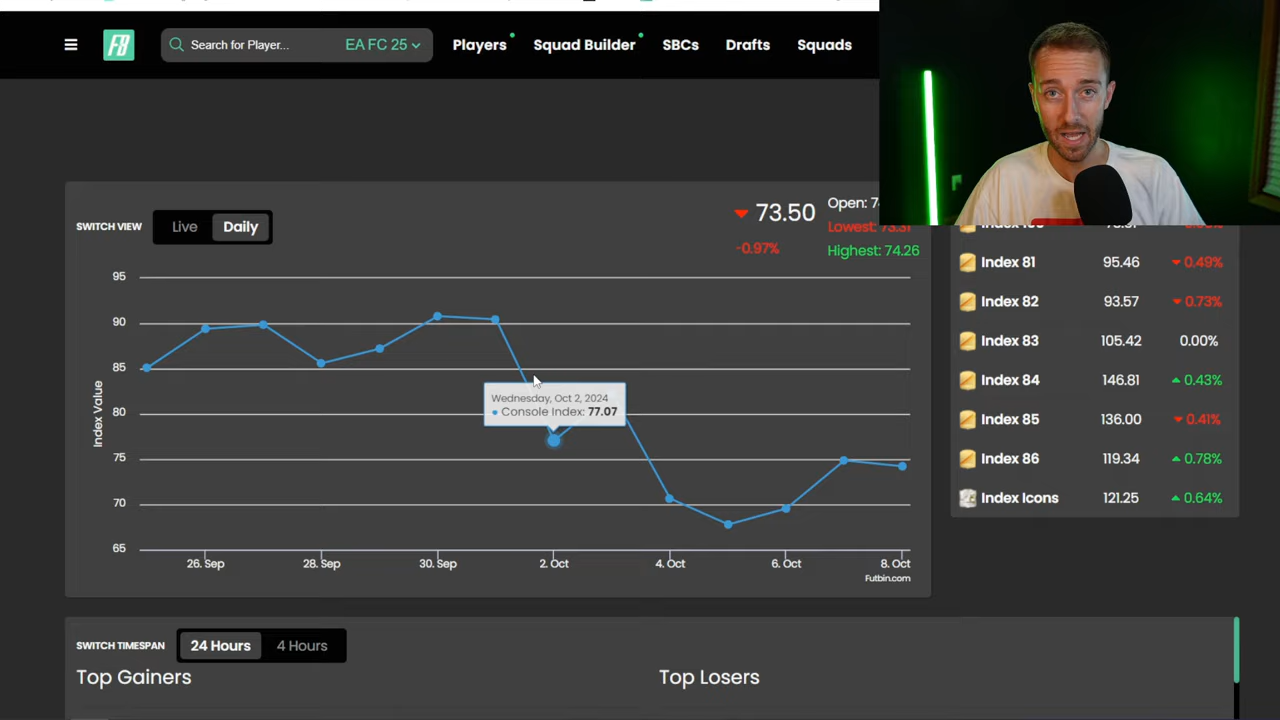 FB
Search for Player...
EA FC 25
Players
Squad Builder
SBCs
Drafts
Squads
SWITCH VIEW
Live
Daily
73.50
-0.97%
Open: 7
Lowest: 73.31
Highest: 74.26
95
90
85
80
75
70
65
Index Value
Wednesday, Oct 2, 2024
Console Index: 77.07
26. Sep
28. Sep
30. Sep
2. Oct
4. Oct
6. Oct
8. Oct
Futbin.com
Index 81 95.46 0.49%
Index 82 93.57 0.73%
Index 83 105.42 0.00%
Index 84 146.81 0.43%
Index 85 136.00 0.41%
Index 86 119.34 0.78%
Index Icons 121.25 0.64%
SWITCH TIMESPAN
24 Hours
4 Hours
Top Gainers
Top Losers